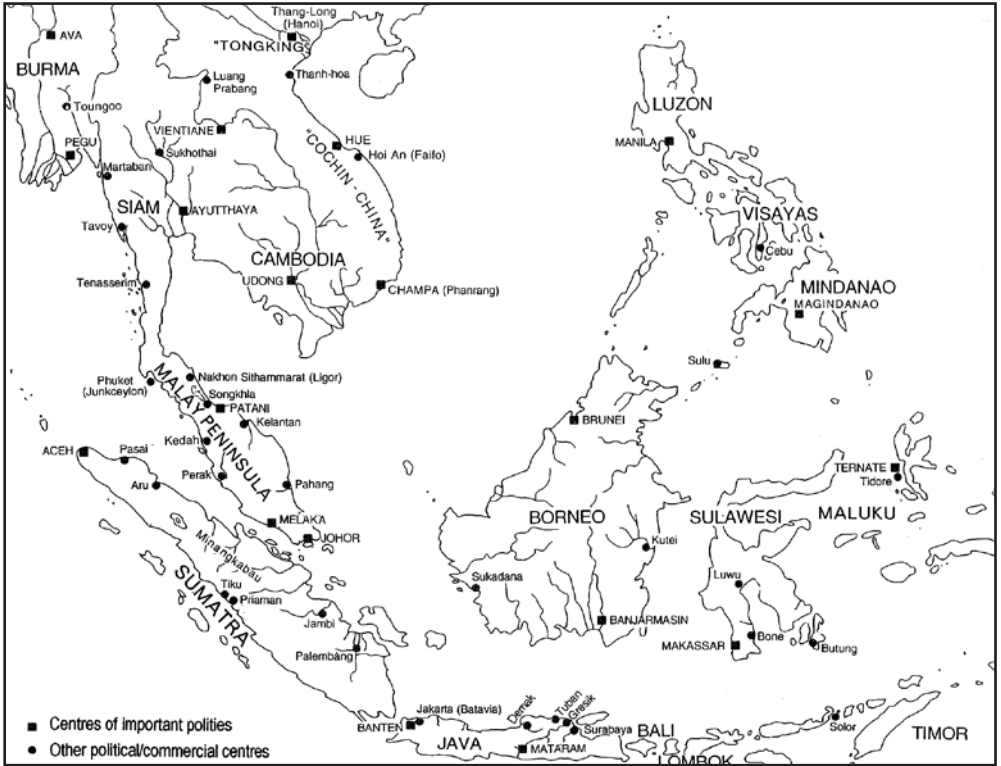 Thang-Long
(Hanoi)
AVA
"TONGKING"
BURMA
Luang
Prabang
Thanh-hoa
Toungoo
LUZON
VIENTIANE
PEGU
Sukhothai
HUE
MANILA
Hoi An (Faifo)
"COCHIN-CHINA"
Martaban
SIAM
AYUTTHAYA
VISAYAS
Tavoy
Cebu
CAMBODIA
Tenasserim
UDONG
CHAMPA (Phanrang)
MINDANAO
MAGINDANAO
Sulu
Phuket
(Junkceylon)
Nakhon Sithammarat (Ligor)
MALAY PENINSULA
Songkhla
PATANI
Kelantan
BRUNEI
Kedah
ACEH
Pasai
Aru
Perak
Pahang
TERNATE
Tidore
MELAKA
JOHOR
BORNEO
SULAWESI
MALUKU
Minangkabau
Kutei
SUMATRA
Tiku
Priaman
Sukadana
Luwu
Jambi
BANJARMASIN
Palembang
MAKASSAR
Bone
Butung
Centres of important polities
Other political/commercial centres
BANTEN
Jakarta (Batavia)
Demak
Tuban
Gresik
Surabaya
JAVA
MATARAM
BALI
LOMBOK
Solor
TIMOR